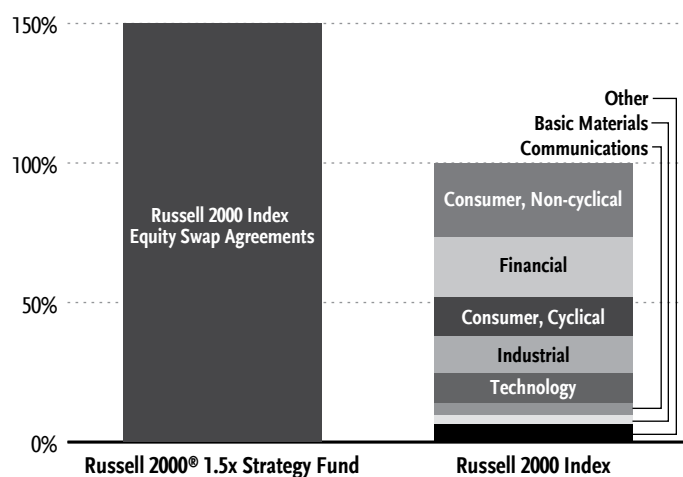 150%
Other
Basic Materials
Communications
100%
Consumer, Non-cyclical
Russell 2000 Index
Equity Swap Agreements
Financial
50%
Consumer, Cyclical
Industrial
Technology
0%
Russell 2000® 1.5x Strategy Fund
Russell 2000 Index